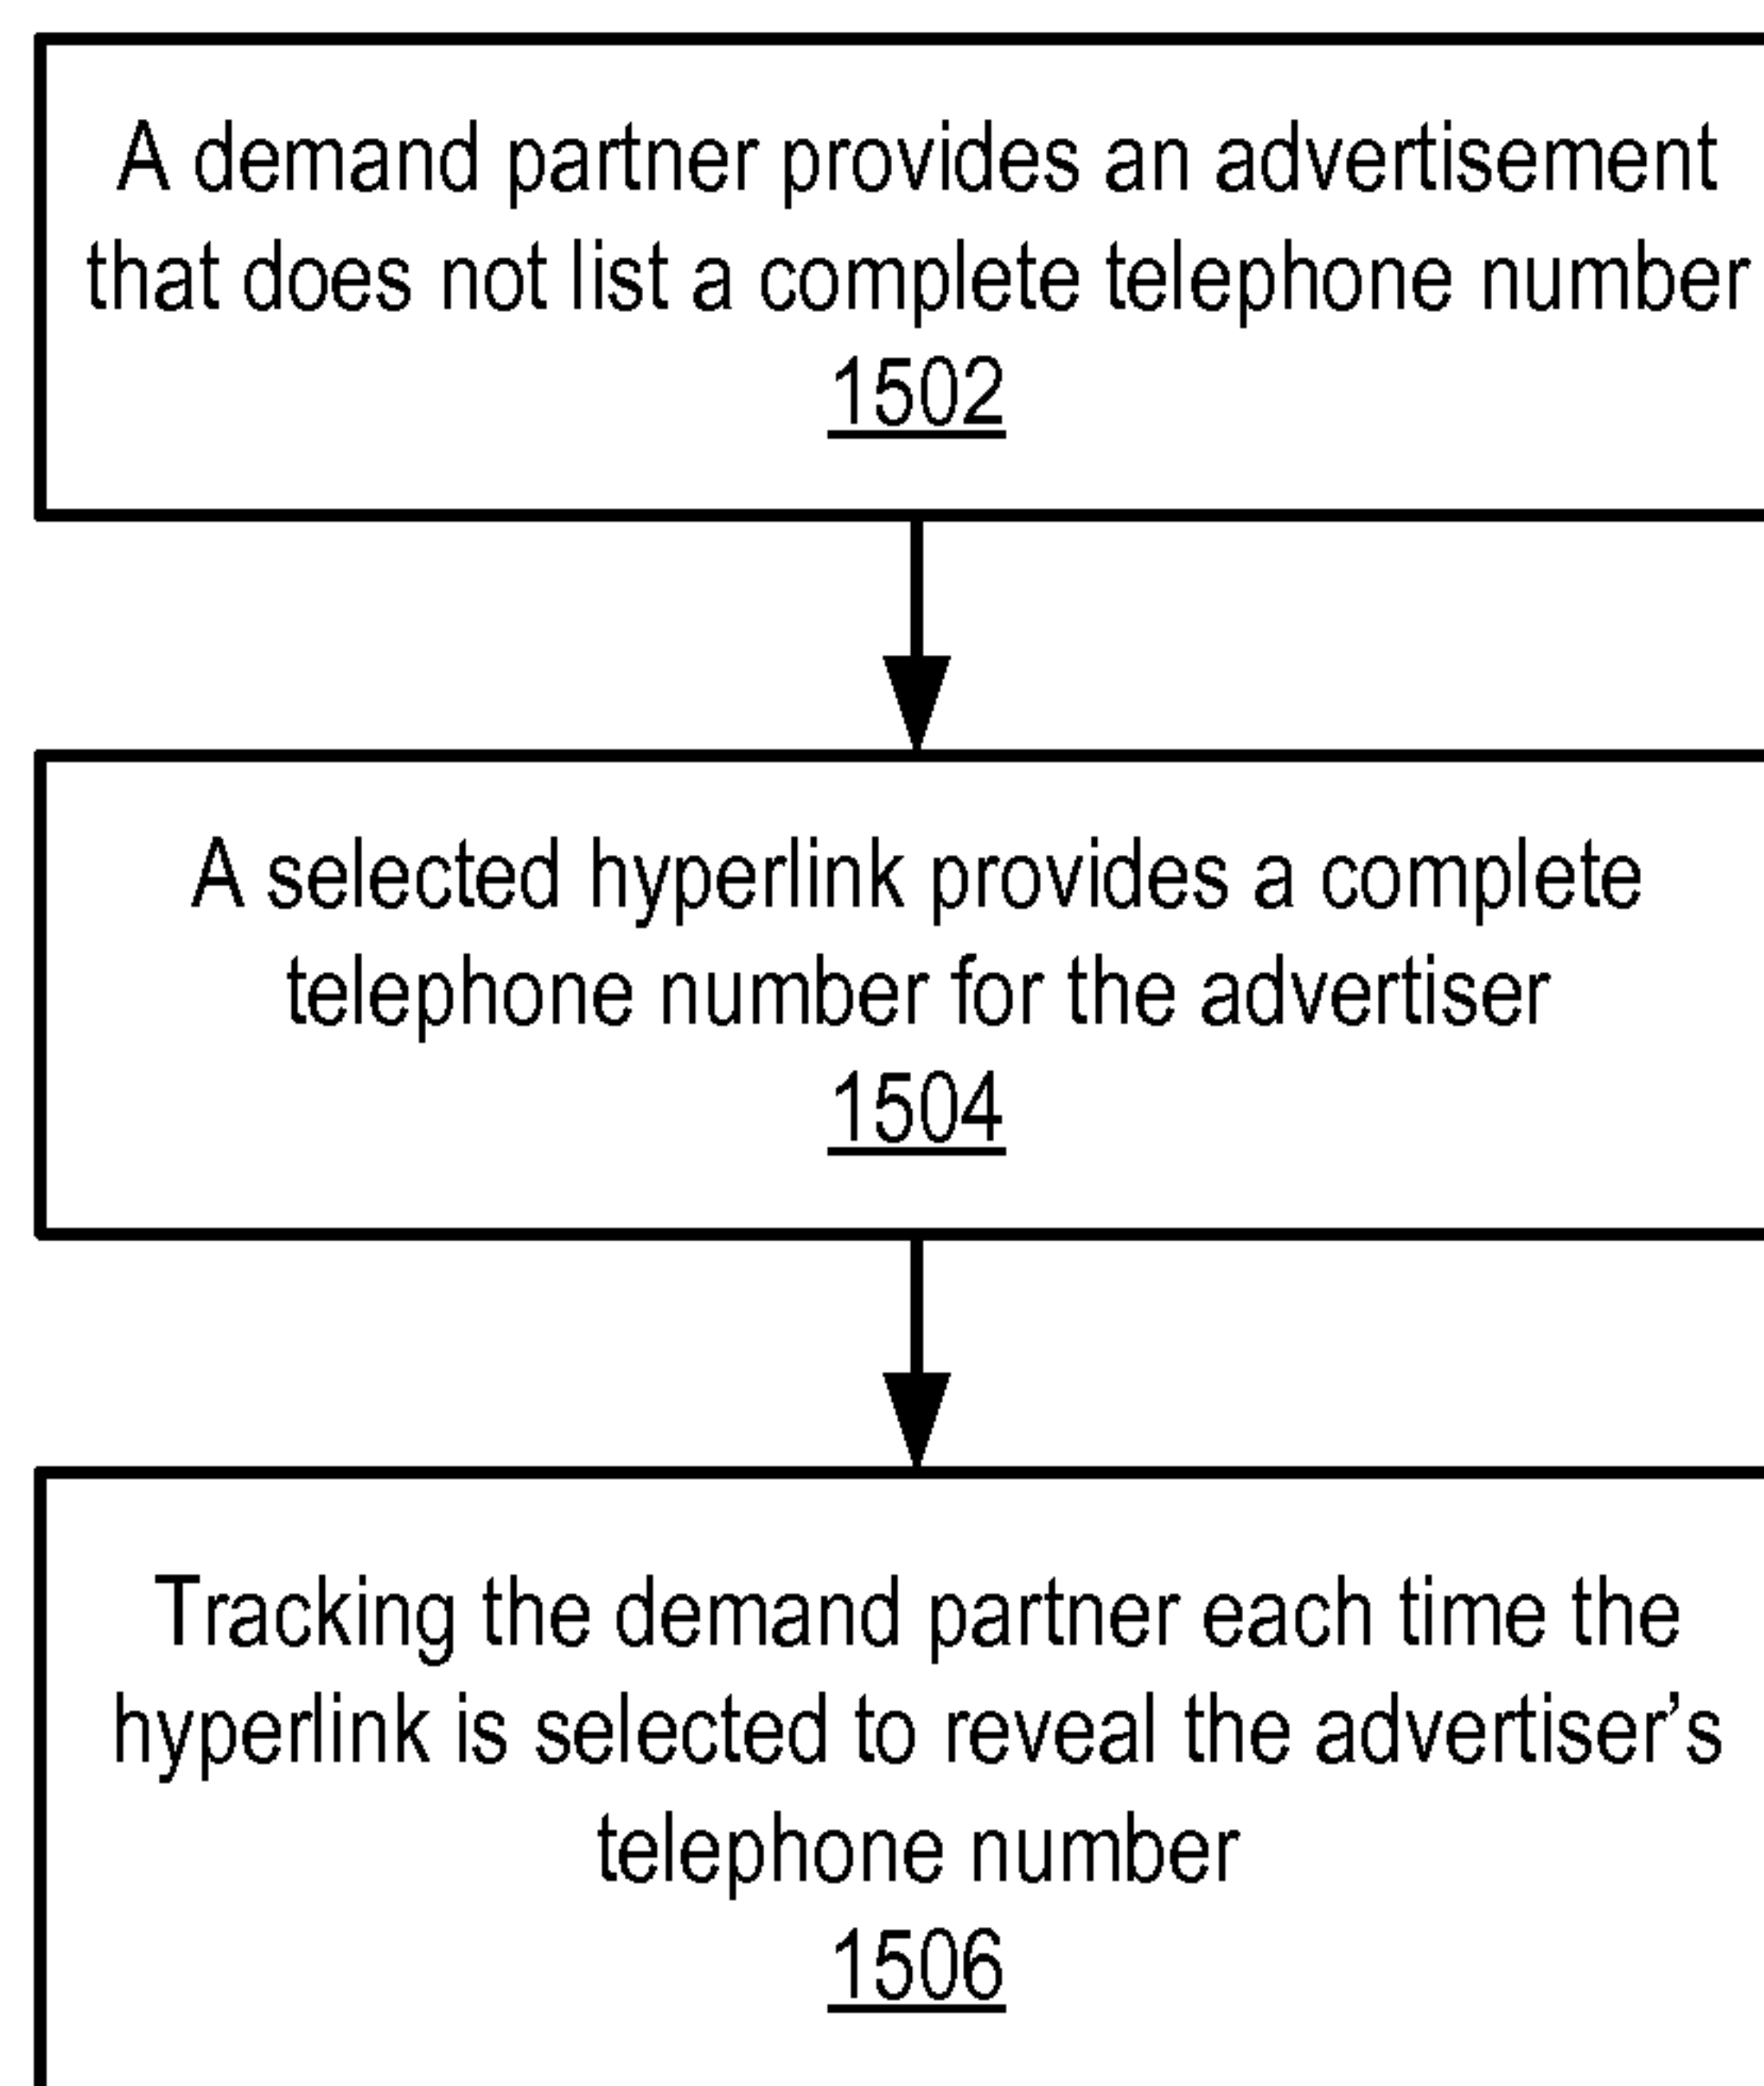 A demand partner provides an advertisement
that does not list a complete telephone number
1502
A selected hyperlink provides a complete
telephone number for the advertiser
1504
Tracking the demand partner each time the
hyperlink is selected to reveal the advertiser's
telephone number
1506